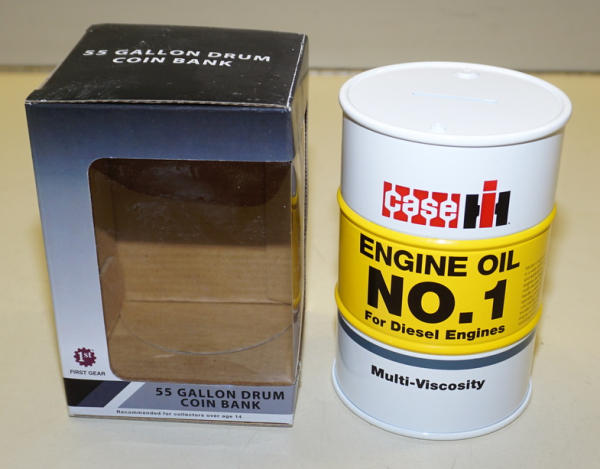 55 GALLON DRUM
COIN BANK
1st
FIRST GEAR
55 GALLON DRUM
COIN BANK
Recommended for collectors over age 14
case IH
ENGINE OIL
NO.1
For Diesel Engines
Multi-Viscosity